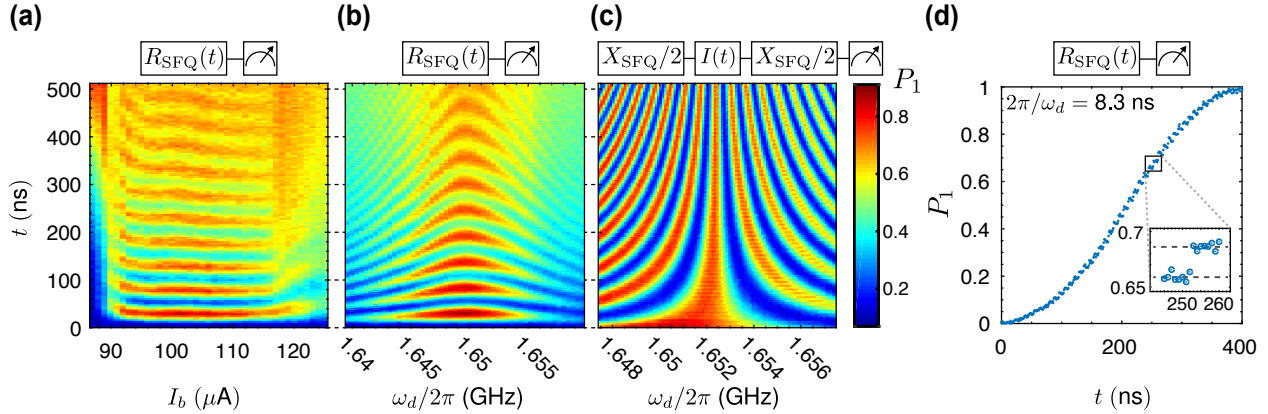 (a)
R_SFQ(t)
500
400
300
200
100
0
t (ns)
90 100 110 120
I_b (μA)
(b)
R_SFQ(t)
1.64 1.645 1.65 1.655
ω_d/2π (GHz)
(c)
X_SFQ/2 I(t) X_SFQ/2
1.648 1.65 1.652 1.654 1.656
ω_d/2π (GHz)
P_1
0.8
0.6
0.4
0.2
(d)
R_SFQ(t)
2π/ω_d = 8.3 ns
1
0.8
0.6
0.4
0.2
0
P_1
0.7
0.65
250 260
0 200 400
t (ns)